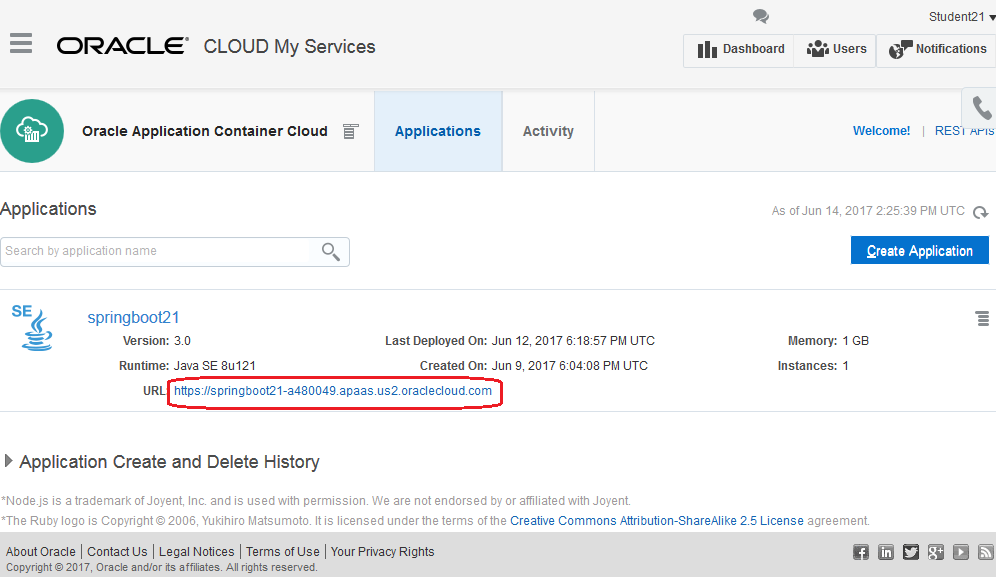 Student21
ORACLE CLOUD My Services
Dashboard Users Notifications
Oracle Application Container Cloud Applications Activity Welcome! | REST APIs
Applications
As of Jun 14, 2017 2:25:39 PM UTC
Search by application name
Create Application
SE
springboot21
Version: 3.0 Last Deployed On: Jun 12, 2017 6:18:57 PM UTC Memory: 1 GB
Runtime: Java SE 8u121 Created On: Jun 9, 2017 6:04:08 PM UTC Instances: 1
URL: https://springboot21-a480049.apaas.us2.oraclecloud.com
Application Create and Delete History
*Node.js is a trademark of Joyent, Inc. and is used with permission. We are not endorsed by or affiliated with Joyent.
*The Ruby logo is Copyright © 2006, Yukihiro Matsumoto. It is licensed under the terms of the Creative Commons Attribution-ShareAlike 2.5 License agreement.
About Oracle | Contact Us | Legal Notices | Terms of Use | Your Privacy Rights
Copyright © 2017, Oracle and/or its affiliates. All rights reserved.